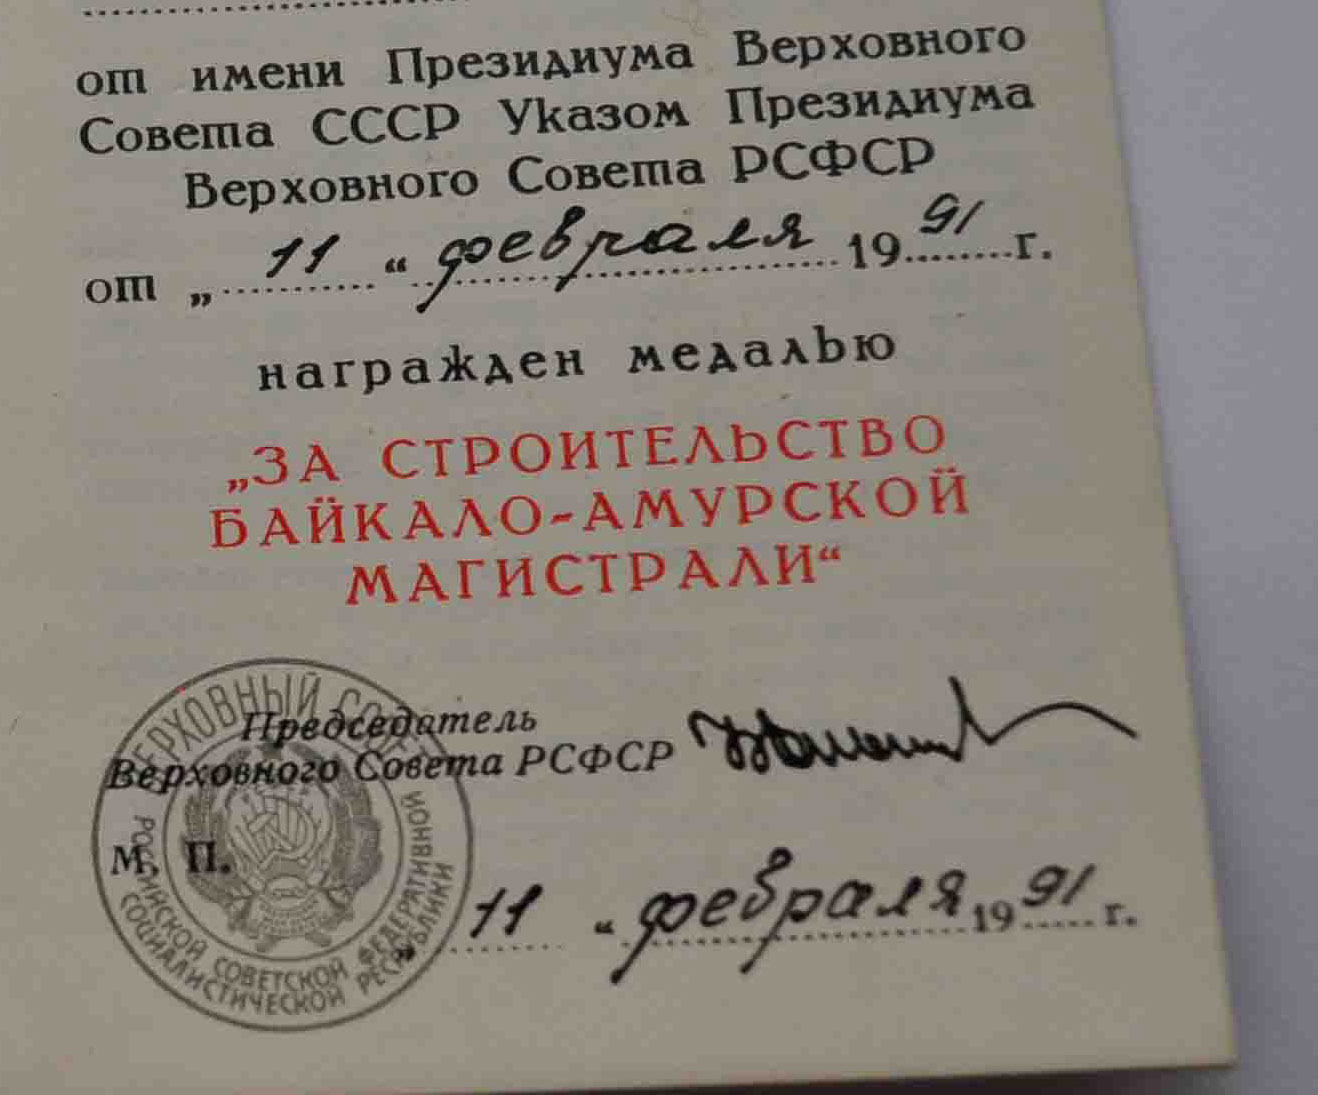 от имени Президиума Верховного
Совета СССР Указом Президиума
Верховного Совета РСФСР
от „ 11 “ февраля 1991 г.
награжден медалью
„ЗА СТРОИТЕЛЬСТВО
БАЙКАЛО-АМУРСКОЙ
МАГИСТРАЛИ“
Председатель
Верховного Совета РСФСР
М. П.
„ 11 “ февраля 1991 г.
ВЕРХОВНЫЙ СОВЕТ
РОССИЙСКОЙ СОВЕТСКОЙ ФЕДЕРАТИВНОЙ
СОЦИАЛИСТИЧЕСКОЙ РЕСПУБЛИКИ